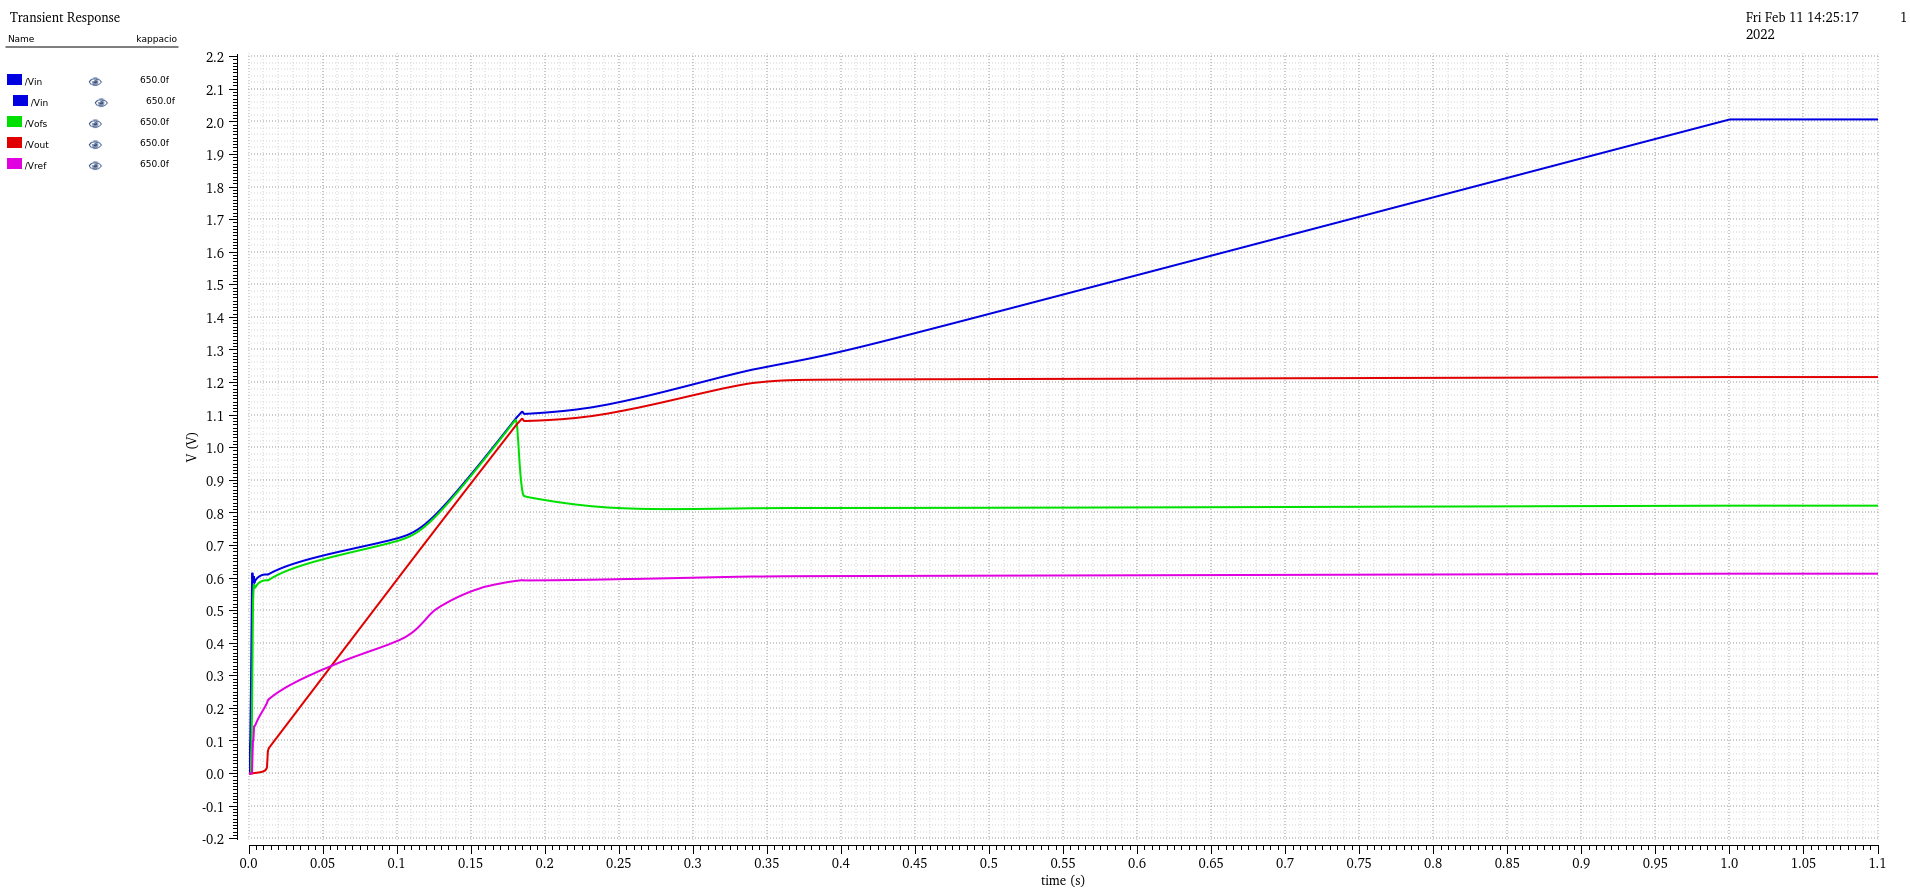 Transient Response
Fri Feb 11 14:25:17 1
2022
Name kappacio
/Vin 650.0f
/Vin 650.0f
/Vofs 650.0f
/Vout 650.0f
/Vref 650.0f
V (V)
2.2
2.1
2.0
1.9
1.8
1.7
1.6
1.5
1.4
1.3
1.2
1.1
1.0
0.9
0.8
0.7
0.6
0.5
0.4
0.3
0.2
0.1
0.0
-0.1
-0.2
0.0 0.05 0.1 0.15 0.2 0.25 0.3 0.35 0.4 0.45 0.5 0.55 0.6 0.65 0.7 0.75 0.8 0.85 0.9 0.95 1.0 1.05 1.1
time (s)